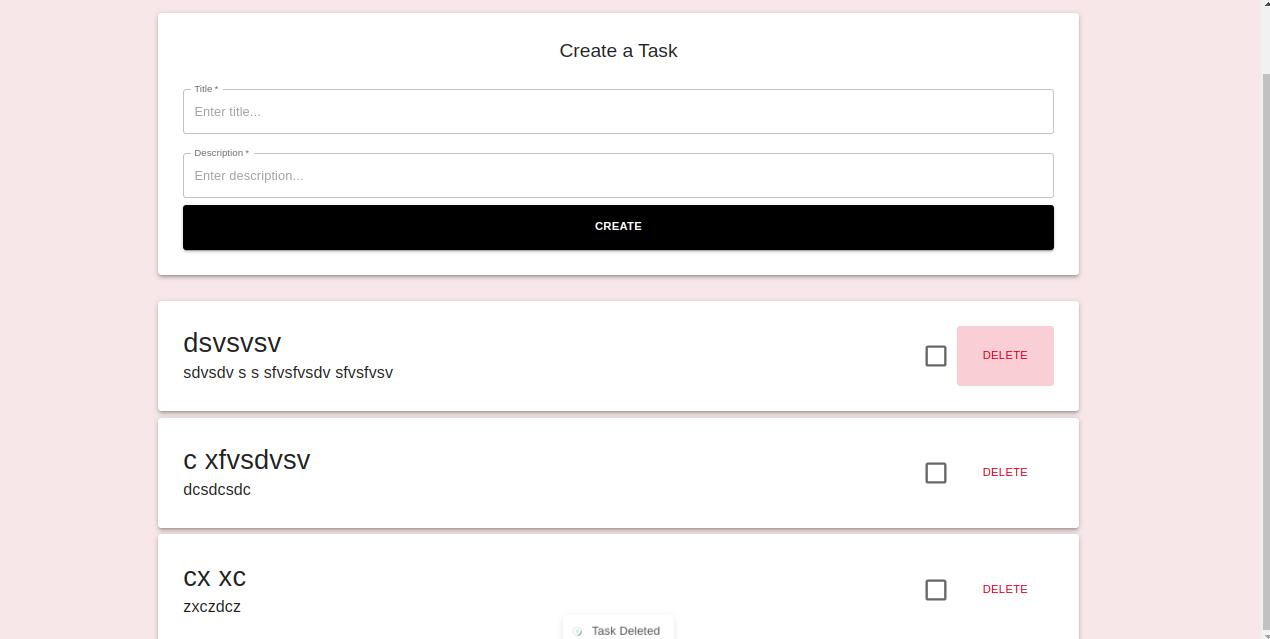 Create a Task
Title *
Enter title...
Description *
Enter description...
CREATE
dsvsvsv
sdvsdv s s sfvsfvsdv sfvsfvsv
DELETE
c xfvsdvsv
dcsdcsdc
DELETE
cx xc
zxczdcz
DELETE
Task Deleted